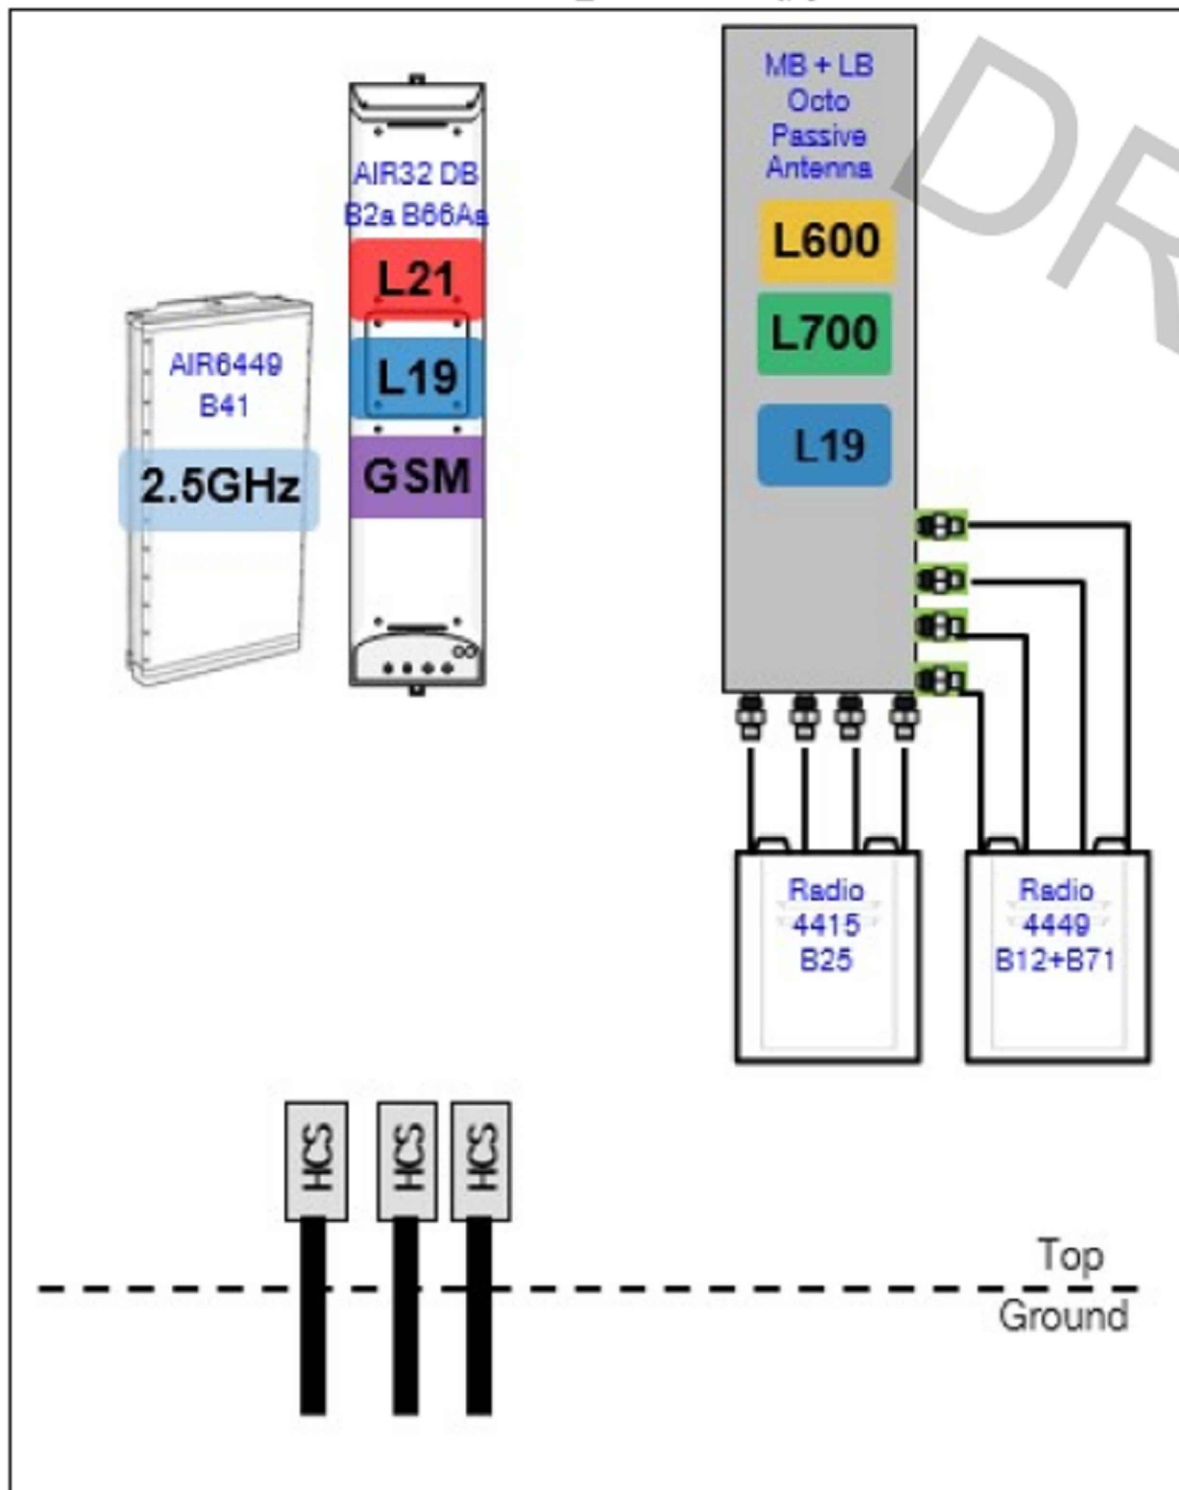 MB + LB
Octo
Passive
Antenna
L600
L700
L19
AIR32 DB
B2a B66Aa
L21
L19
GSM
AIR6449
B41
2.5GHz
Radio
4415
B25
Radio
4449
B12+B71
HCS
HCS
HCS
Top
Ground
DR